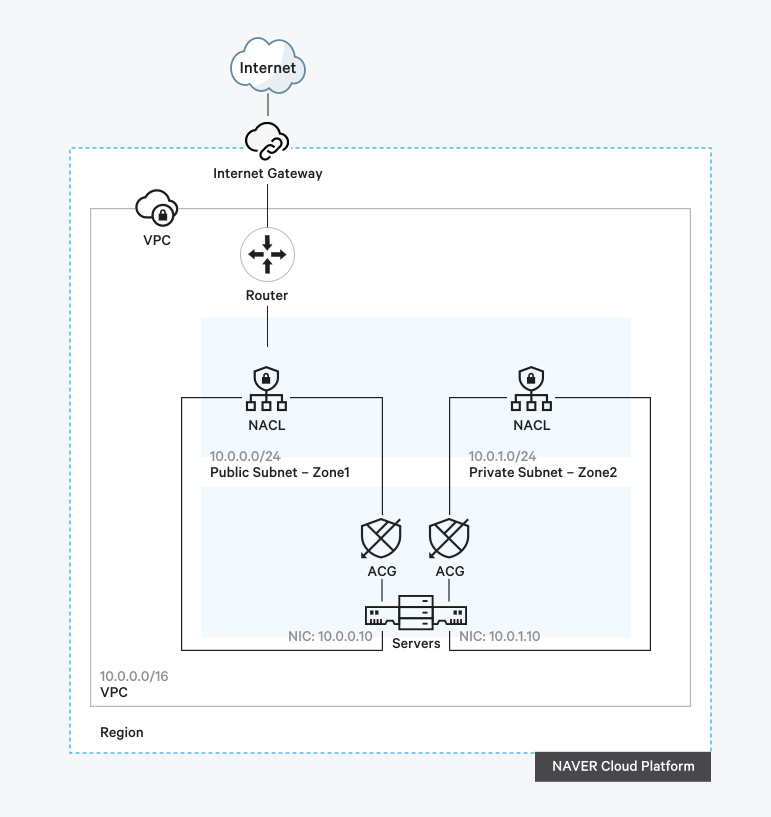 Internet
Internet Gateway
VPC
Router
NACL
NACL
10.0.0.0/24
Public Subnet – Zone1
10.0.1.0/24
Private Subnet – Zone2
ACG
ACG
NIC: 10.0.0.10
Servers
NIC: 10.0.1.10
10.0.0.0/16
VPC
Region
NAVER Cloud Platform